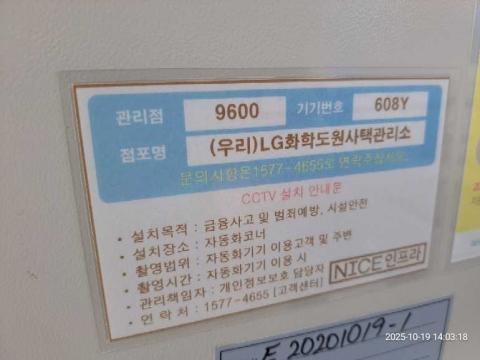 관리점 9600 기기번호 608Y
점포명 (우리)LG화학도원사택관리소
문의사항은1577-4655로 연락주십시오.
CCTV 설치 안내문
• 설치목적 : 금융사고 및 범죄예방, 시설안전
• 설치장소 : 자동화코너
• 촬영범위 : 자동화기기 이용고객 및 주변
• 촬영시간 : 자동화기기 이용 시
• 관리책임자 : 개인정보보호 담당자
• 연 락 처 : 1577-4655 [고객센터]
NICE인프라
E 20201019-1
2025-10-19 14:03:18